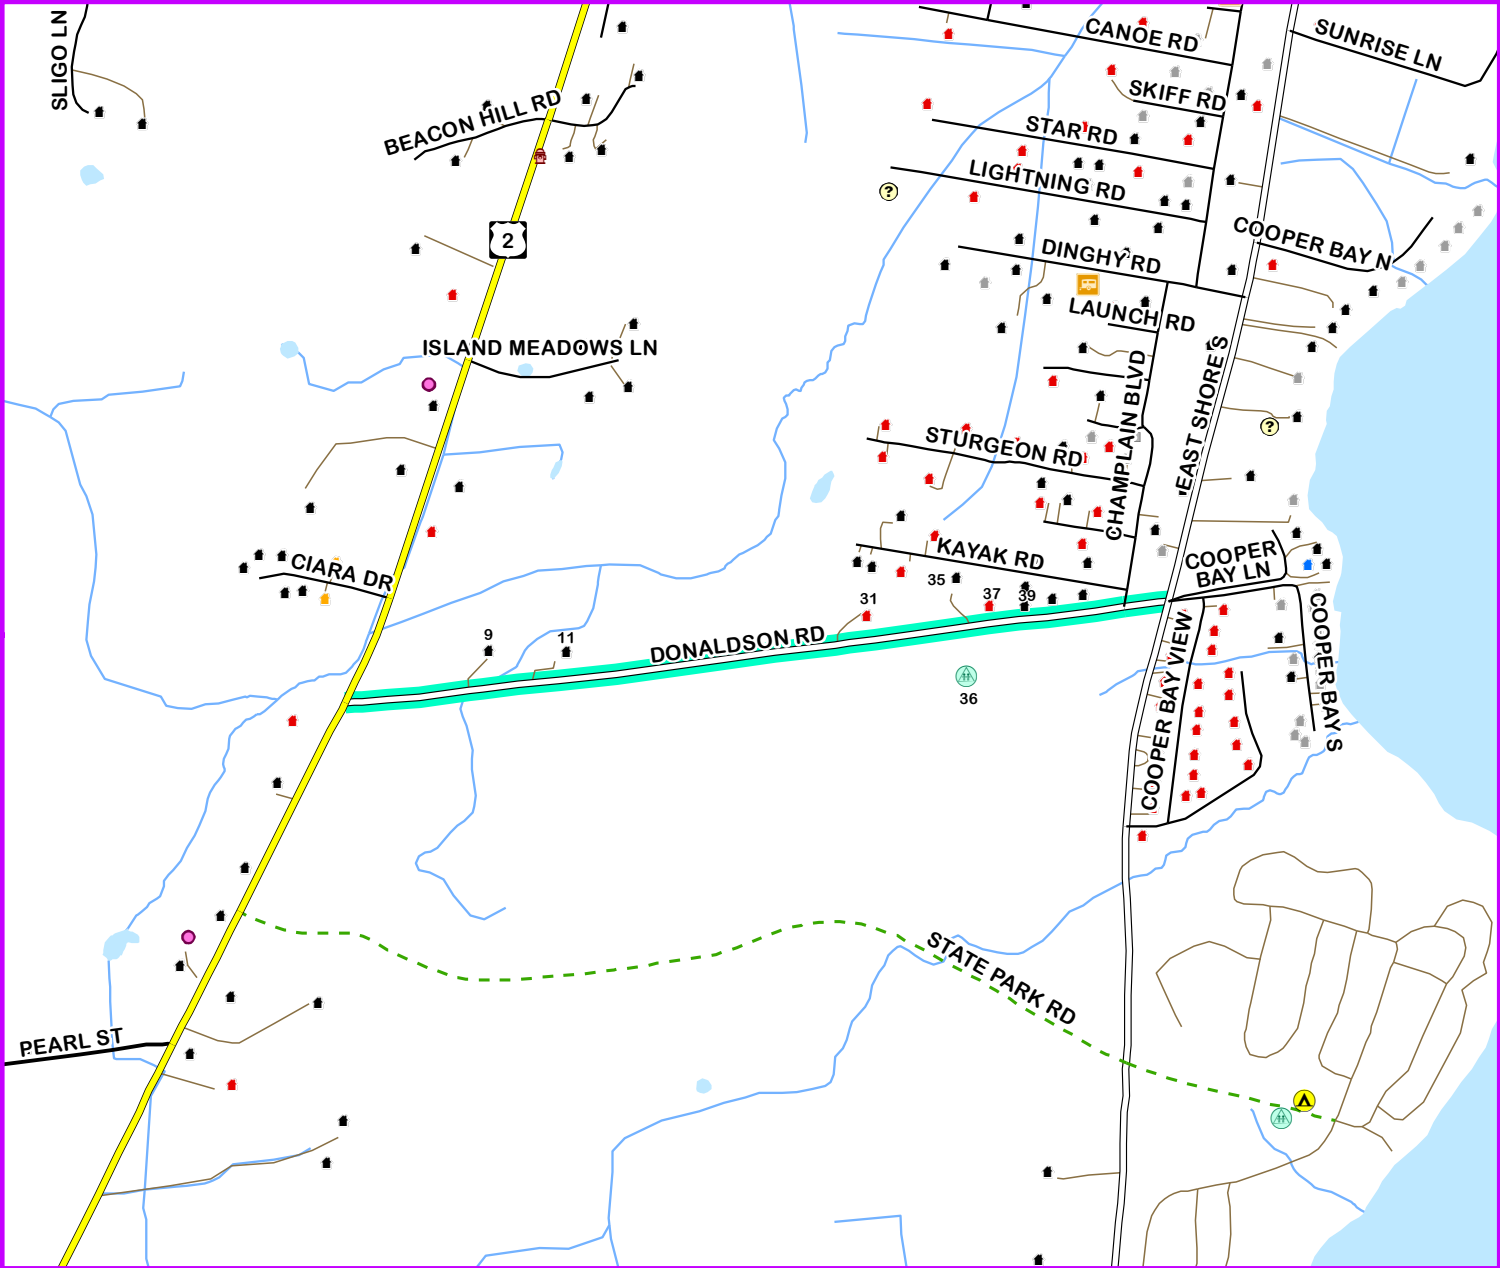 SLIGO LN
CANOE RD
SUNRISE LN
SKIFF RD
BEACON HILL RD
STAR RD
LIGHTNING RD
?
2
COOPER BAY N
DINGHY RD
LAUNCH RD
ISLAND MEADOWS LN
CHAMPLAIN BLVD
EAST SHORE S
?
STURGEON RD
KAYAK RD
COOPER
BAY LN
CIARA DR
35
37
39
31
9
11
DONALDSON RD
H
36
COOPER BAY VIEW
COOPER BAY S
STATE PARK RD
PEARL ST
H